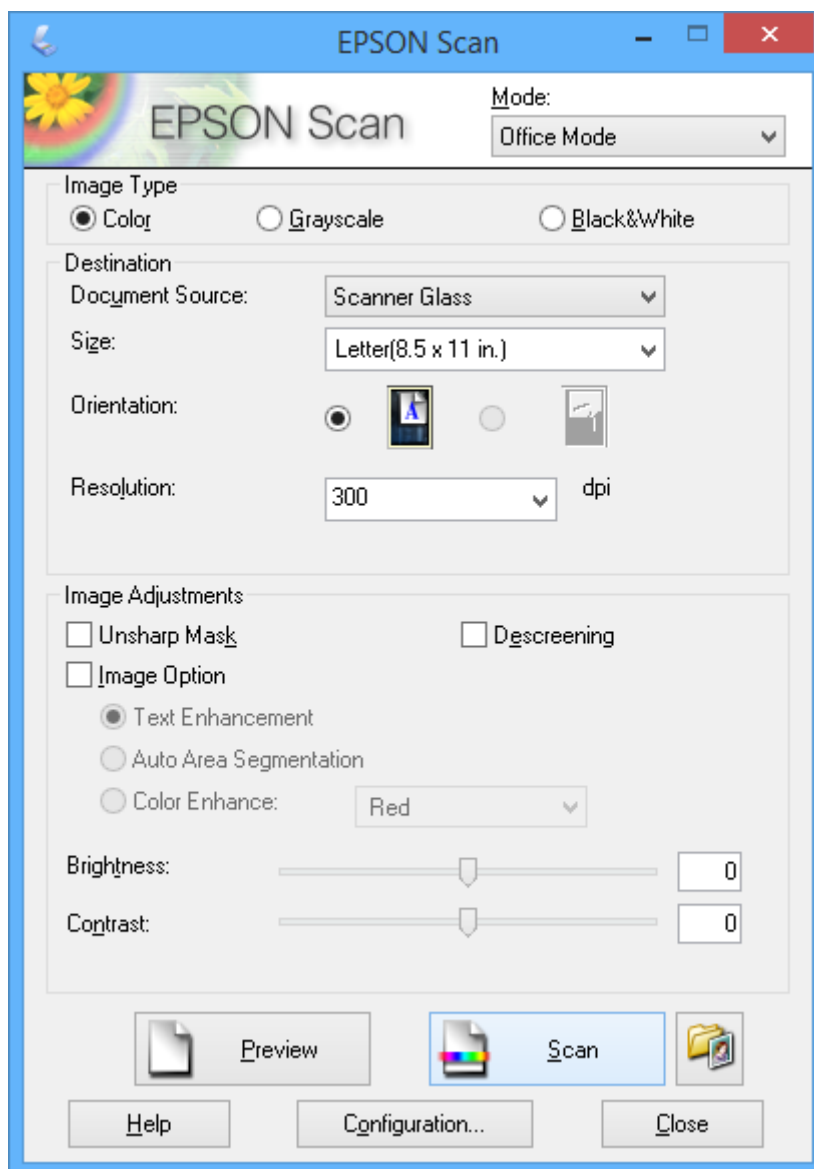 EPSON Scan
EPSON Scan
Mode:
Office Mode
Image Type
Color Grayscale Black&White
Destination
Document Source: Scanner Glass
Size: Letter(8.5 x 11 in.)
Orientation: A
Resolution: 300 dpi
Image Adjustments
Unsharp Mask Descreening
Image Option
Text Enhancement
Auto Area Segmentation
Color Enhance: Red
Brightness: 0
Contrast: 0
Preview Scan
Help Configuration... Close